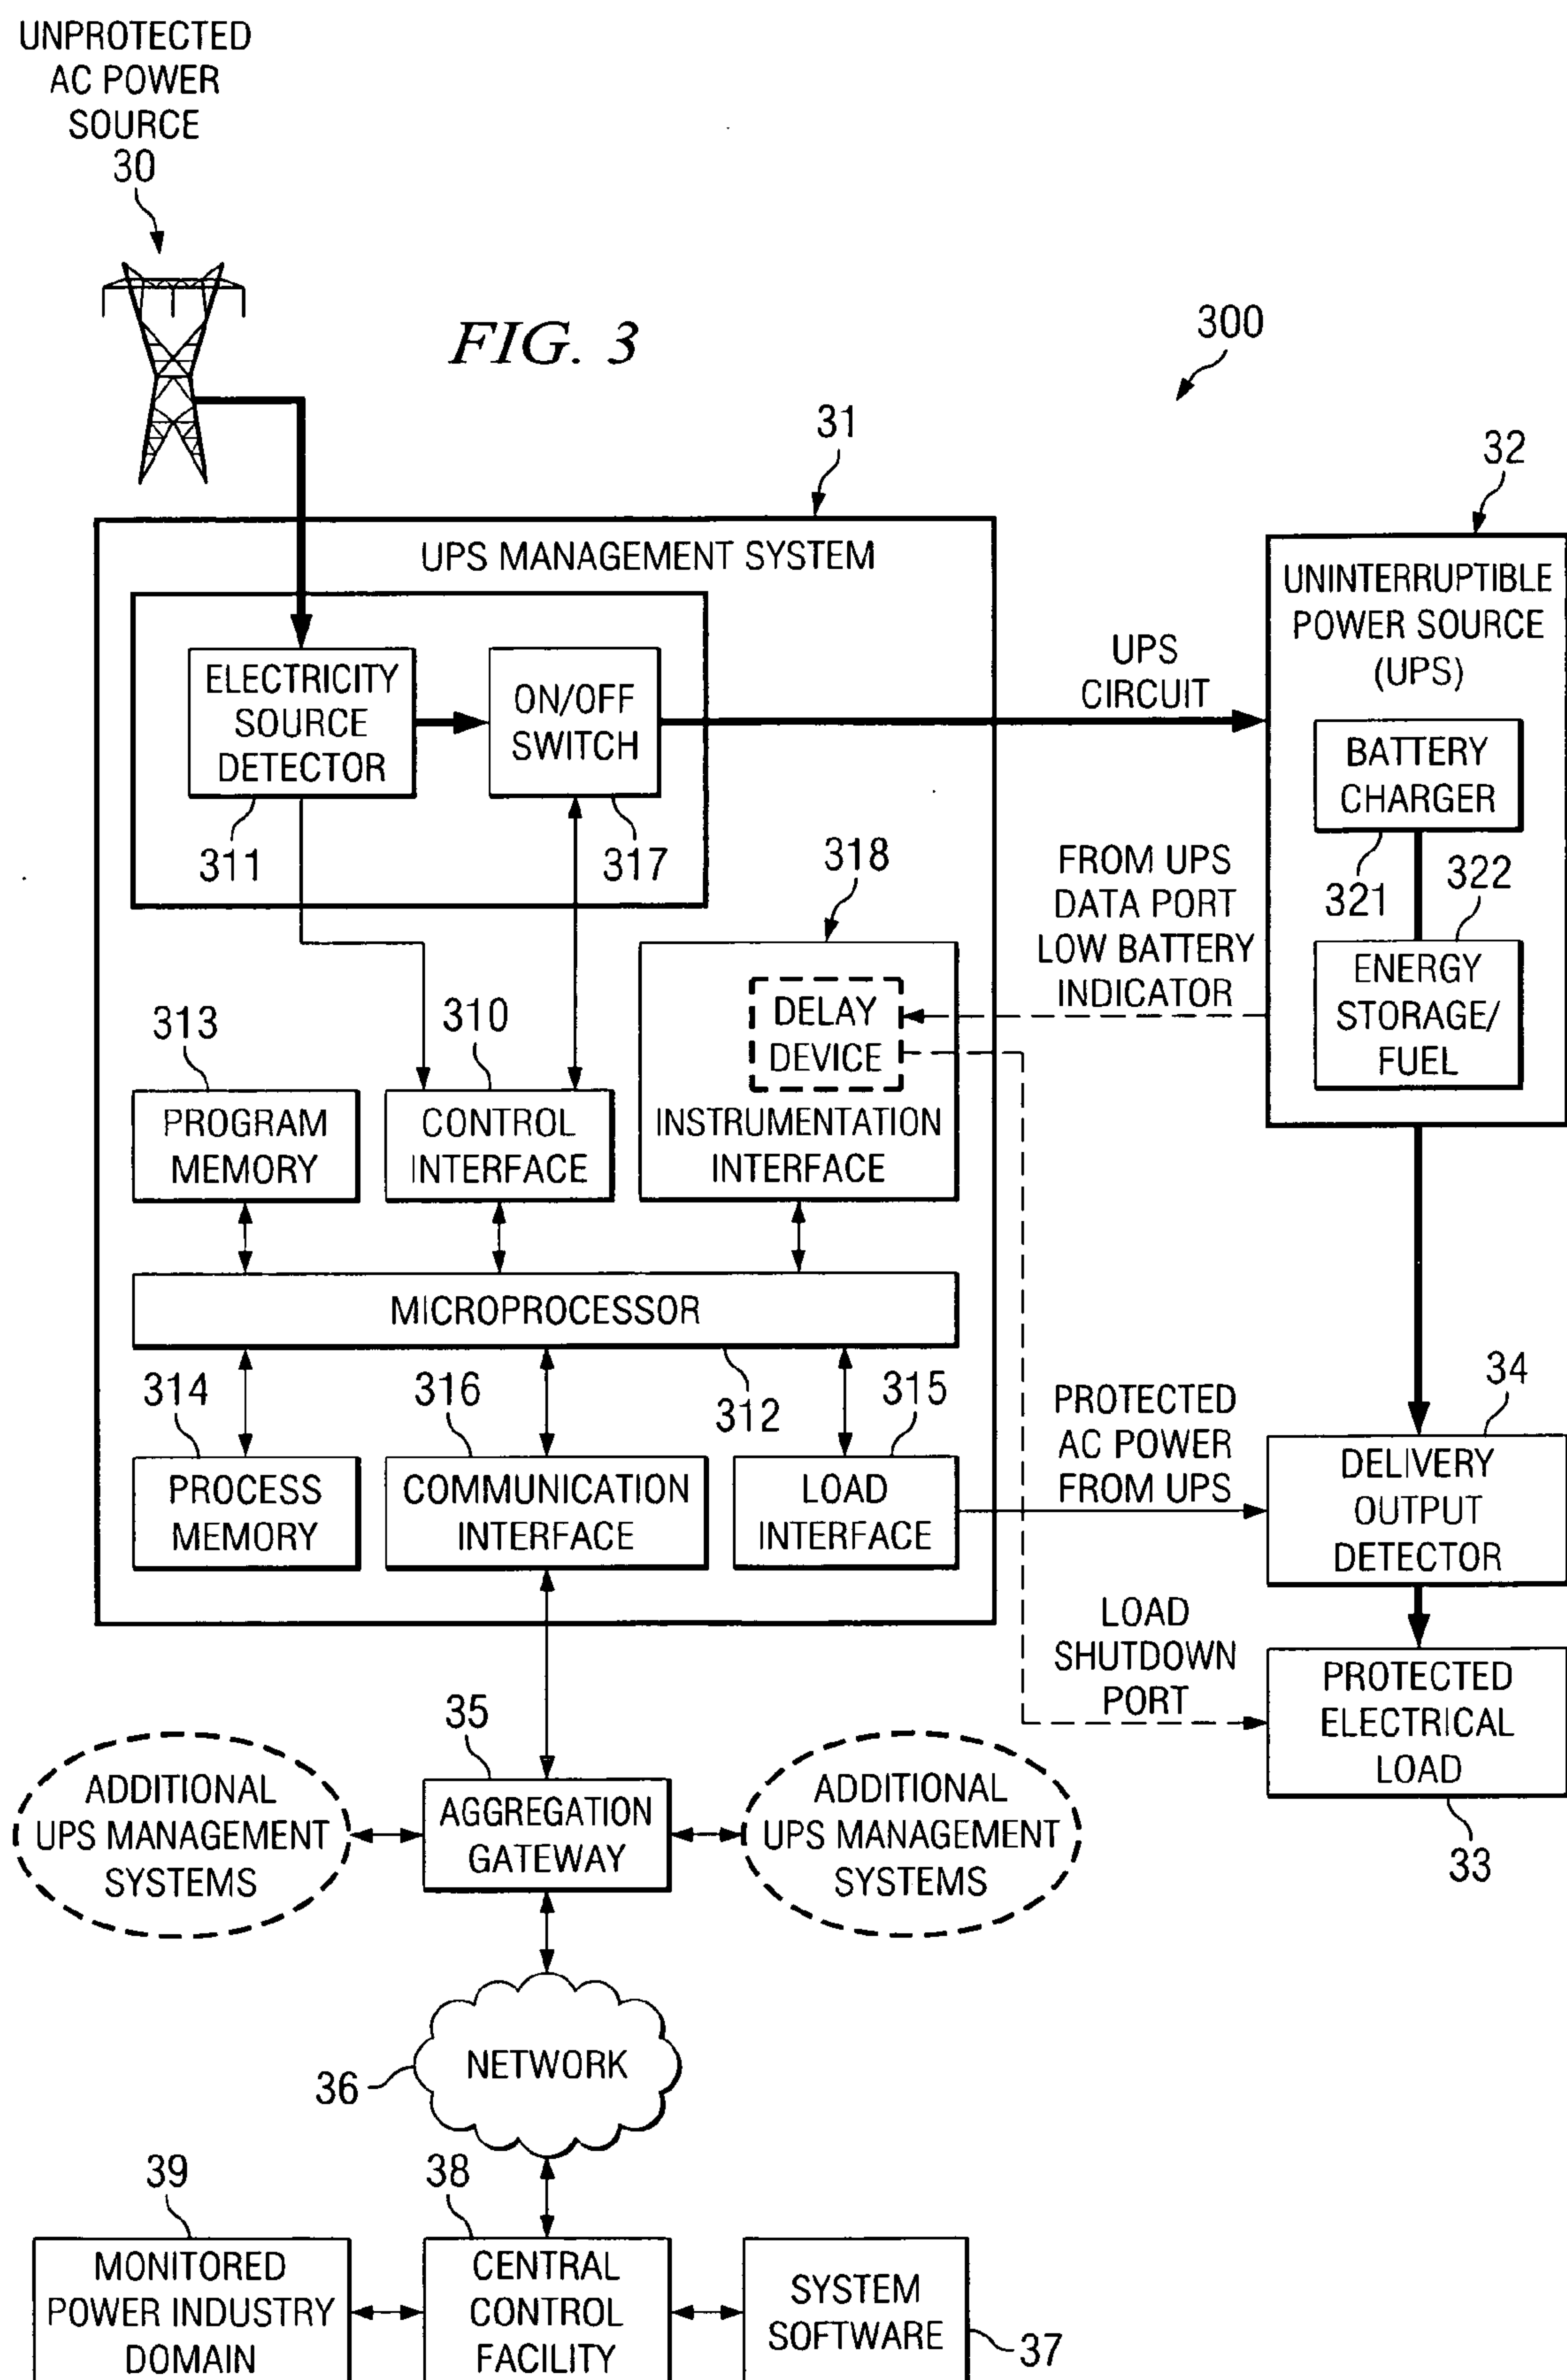 UNPROTECTED
AC POWER
SOURCE
30
FIG. 3
300
31
32
UPS MANAGEMENT SYSTEM
UNINTERRUPTIBLE
POWER SOURCE
(UPS)
ELECTRICITY
SOURCE
DETECTOR
ON/OFF
SWITCH
UPS
CIRCUIT
BATTERY
CHARGER
311
317
318
FROM UPS
DATA PORT
LOW BATTERY
INDICATOR
321
322
ENERGY
STORAGE/
FUEL
DELAY
DEVICE
313
310
PROGRAM
MEMORY
CONTROL
INTERFACE
INSTRUMENTATION
INTERFACE
MICROPROCESSOR
314
316
312
315
PROTECTED
AC POWER
FROM UPS
34
PROCESS
MEMORY
COMMUNICATION
INTERFACE
LOAD
INTERFACE
DELIVERY
OUTPUT
DETECTOR
LOAD
SHUTDOWN
PORT
PROTECTED
ELECTRICAL
LOAD
33
35
ADDITIONAL
UPS MANAGEMENT
SYSTEMS
AGGREGATION
GATEWAY
ADDITIONAL
UPS MANAGEMENT
SYSTEMS
NETWORK
36
39
38
MONITORED
POWER INDUSTRY
DOMAIN
CENTRAL
CONTROL
FACILITY
SYSTEM
SOFTWARE
37